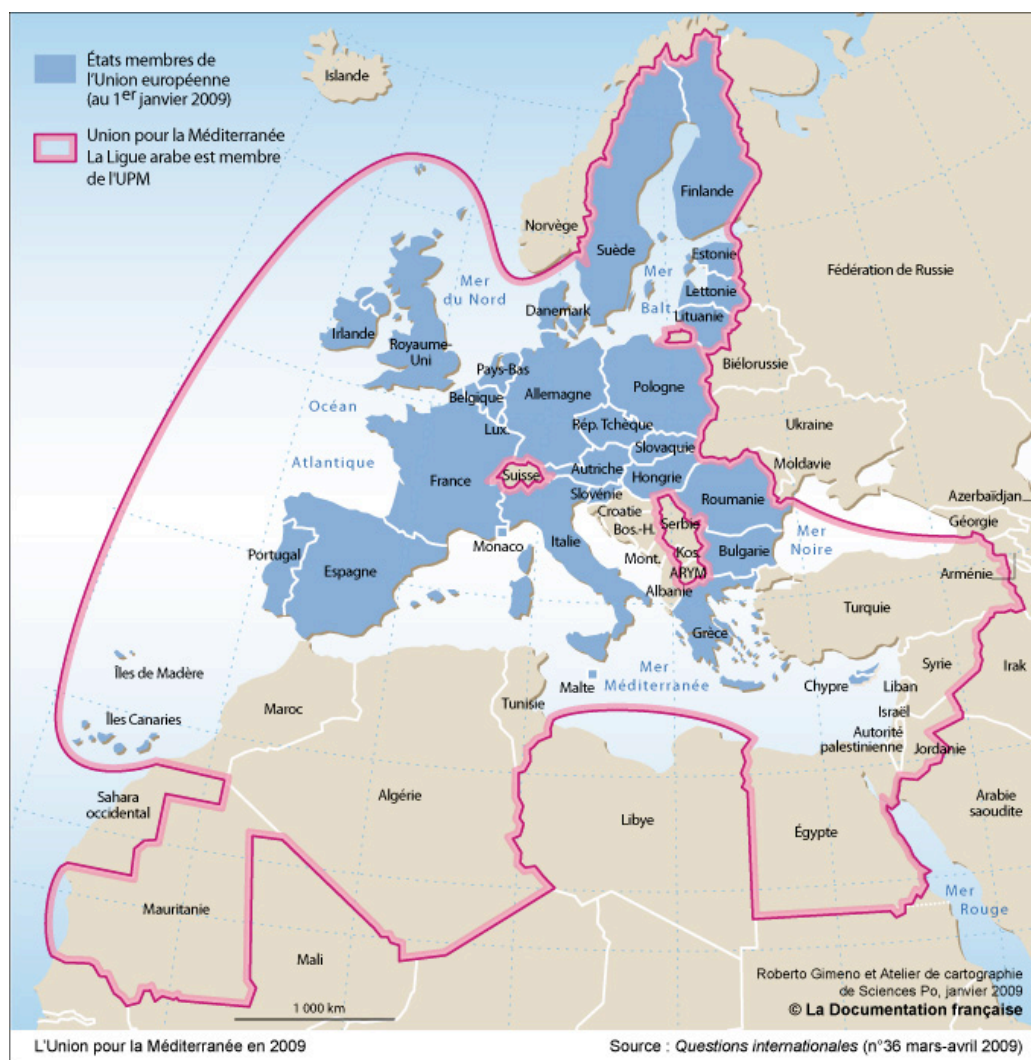 États membres de
l'Union européenne
(au 1er janvier 2009)
Union pour la Méditerranée
La Ligue arabe est membre
de l'UPM
Islande
Norvège
Suède
Finlande
Fédération de Russie
Estonie
Lettonie
Lituanie
Mer
Balt
Mer
du Nord
Danemark
Irlande
Royaume-
Uni
Pays-Bas
Belgique
Lux.
Allemagne
Pologne
Biélorussie
Ukraine
Rép. Tchèque
Slovaquie
Moldavie
Océan
Atlantique
France
Suisse
Autriche
Hongrie
Slovénie
Croatie
Bos.-H.
Roumanie
Serbie
Azerbaïdjan
Géorgie
Mer
Noire
Monaco
Italie
Mont.
Kos.
ARYM
Bulgarie
Albanie
Arménie
Portugal
Espagne
Turquie
Grèce
Îles de Madère
Mer
Méditerranée
Malte
Chypre
Syrie
Irak
Liban
Israël
Autorité
palestinienne
Jordanie
Îles Canaries
Maroc
Tunisie
Sahara
occidental
Algérie
Libye
Égypte
Arabie
saoudite
Mauritanie
Mali
Mer
Rouge
1 000 km
Roberto Gimeno et Atelier de cartographie
de Sciences Po, janvier 2009
© La Documentation française
L'Union pour la Méditerranée en 2009
Source : Questions internationales (n°36 mars-avril 2009)